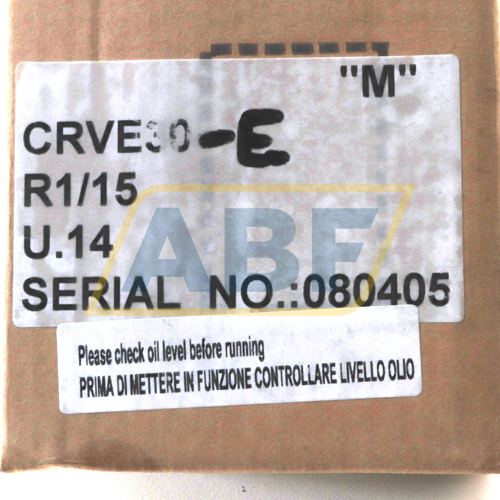 "M"
CRVE30-E
R1/15
U.14
ABF
SERIAL NO.:080405
Please check oil level before running
PRIMA DI METTERE IN FUNZIONE CONTROLLARE LIVELLO OLIO